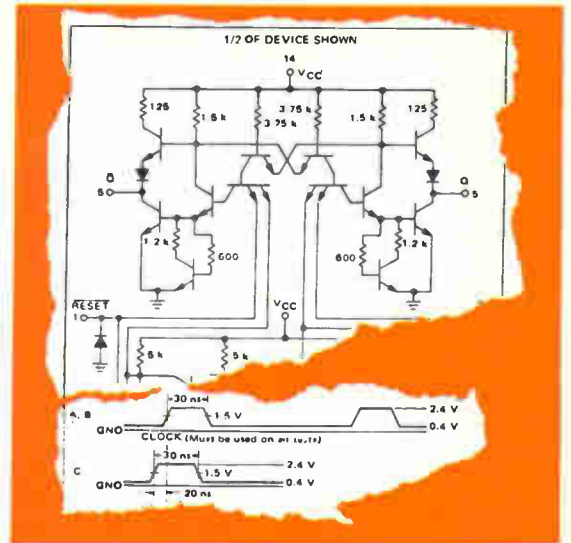 1/2 OF DEVICE SHOWN
14
VCC
125
1.5 k
3.75 k
3.75 k
1.5 k
125
Q̅
6
Q
5
1.2 k
600
600
1.2 k
RESET
1
VCC
5 k
5 k
A, B
30 ns
1.5 V
2.4 V
0.4 V
GND
CLOCK (Must be used on all tests)
C
30 ns
2.4 V
1.5 V
0.4 V
GND
20 ns